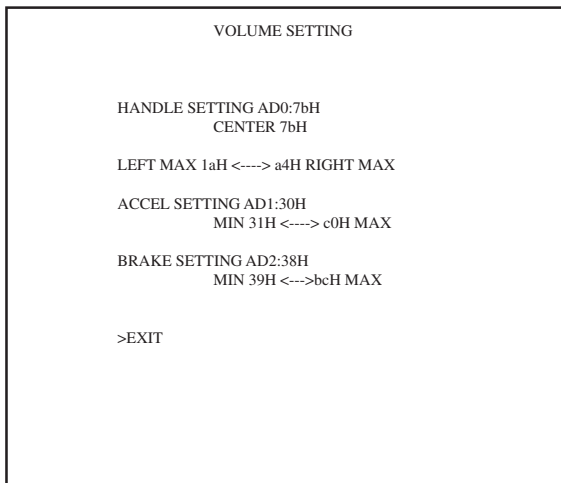 VOLUME SETTING
HANDLE SETTING AD0:7bH
CENTER 7bH
LEFT MAX 1aH <----> a4H RIGHT MAX
ACCEL SETTING AD1:30H
MIN 31H <----> c0H MAX
BRAKE SETTING AD2:38H
MIN 39H <--->bcH MAX
>EXIT